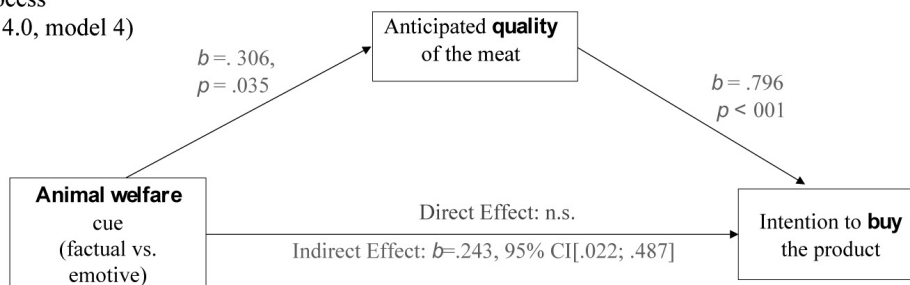 4.0, model 4)
Anticipated quality
of the meat
b =. 306,
p = .035
b = .796
p < 001
Animal welfare
cue
(factual vs.
emotive)
Direct Effect: n.s.
Indirect Effect: b=.243, 95% CI[.022; .487]
Intention to buy
the product